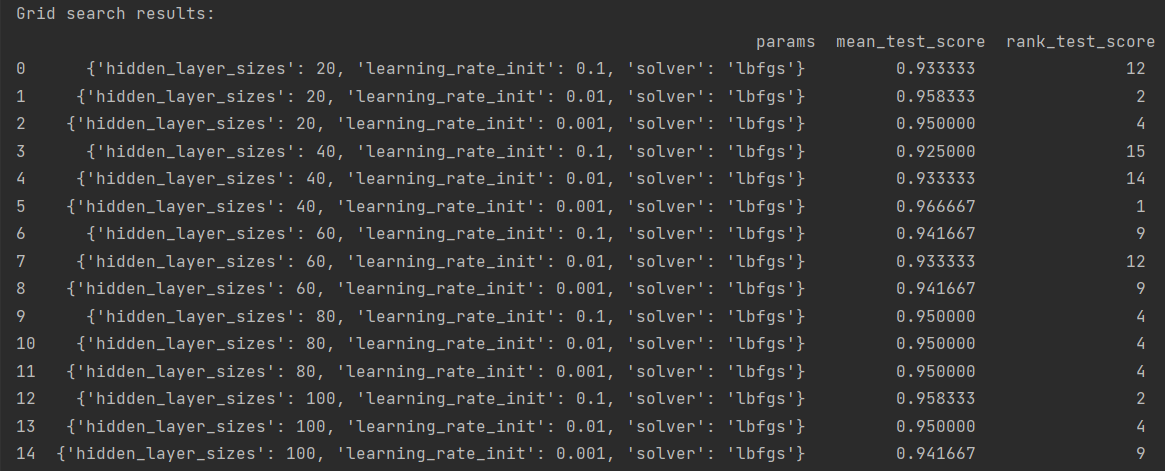 Grid search results:
params mean_test_score rank_test_score
0 {'hidden_layer_sizes': 20, 'learning_rate_init': 0.1, 'solver': 'lbfgs'} 0.933333 12
1 {'hidden_layer_sizes': 20, 'learning_rate_init': 0.01, 'solver': 'lbfgs'} 0.958333 2
2 {'hidden_layer_sizes': 20, 'learning_rate_init': 0.001, 'solver': 'lbfgs'} 0.950000 4
3 {'hidden_layer_sizes': 40, 'learning_rate_init': 0.1, 'solver': 'lbfgs'} 0.925000 15
4 {'hidden_layer_sizes': 40, 'learning_rate_init': 0.01, 'solver': 'lbfgs'} 0.933333 14
5 {'hidden_layer_sizes': 40, 'learning_rate_init': 0.001, 'solver': 'lbfgs'} 0.966667 1
6 {'hidden_layer_sizes': 60, 'learning_rate_init': 0.1, 'solver': 'lbfgs'} 0.941667 9
7 {'hidden_layer_sizes': 60, 'learning_rate_init': 0.01, 'solver': 'lbfgs'} 0.933333 12
8 {'hidden_layer_sizes': 60, 'learning_rate_init': 0.001, 'solver': 'lbfgs'} 0.941667 9
9 {'hidden_layer_sizes': 80, 'learning_rate_init': 0.1, 'solver': 'lbfgs'} 0.950000 4
10 {'hidden_layer_sizes': 80, 'learning_rate_init': 0.01, 'solver': 'lbfgs'} 0.950000 4
11 {'hidden_layer_sizes': 80, 'learning_rate_init': 0.001, 'solver': 'lbfgs'} 0.950000 4
12 {'hidden_layer_sizes': 100, 'learning_rate_init': 0.1, 'solver': 'lbfgs'} 0.958333 2
13 {'hidden_layer_sizes': 100, 'learning_rate_init': 0.01, 'solver': 'lbfgs'} 0.950000 4
14 {'hidden_layer_sizes': 100, 'learning_rate_init': 0.001, 'solver': 'lbfgs'} 0.941667 9